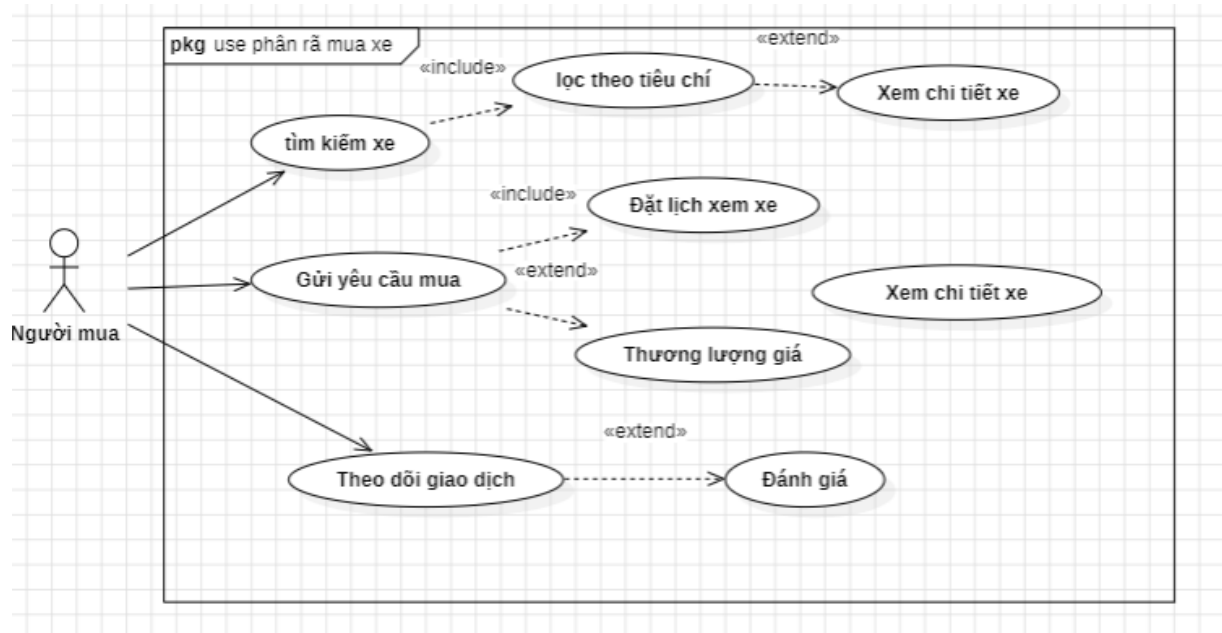 pkg use phân rã mua xe
«extend»
«include»
lọc theo tiêu chí
Xem chi tiết xe
tìm kiếm xe
«include»
Đặt lịch xem xe
«extend»
Gửi yêu cầu mua
Xem chi tiết xe
Người mua
Thương lượng giá
«extend»
Theo dõi giao dịch
Đánh giá